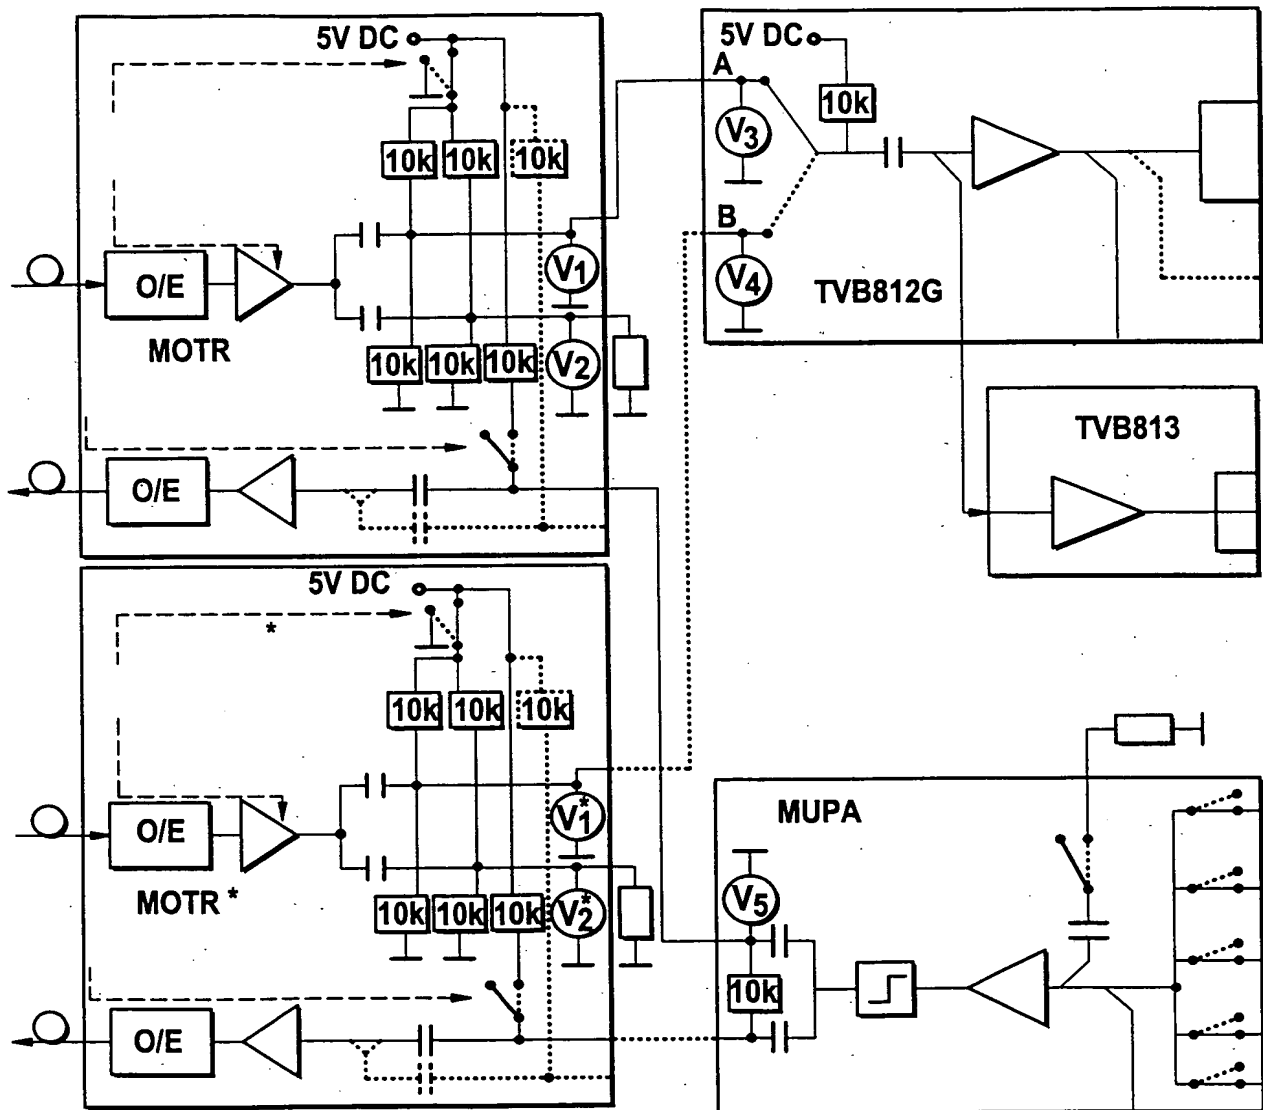 5V DC
10k 10k 10k
O/E
MOTR
V1
V2
10k 10k 10k
O/E
5V DC
*
10k 10k 10k
O/E
MOTR *
V1*
V2*
10k 10k 10k
O/E
5V DC
A
10k
V3
B
V4
TVB812G
TVB813
MUPA
V5
10k